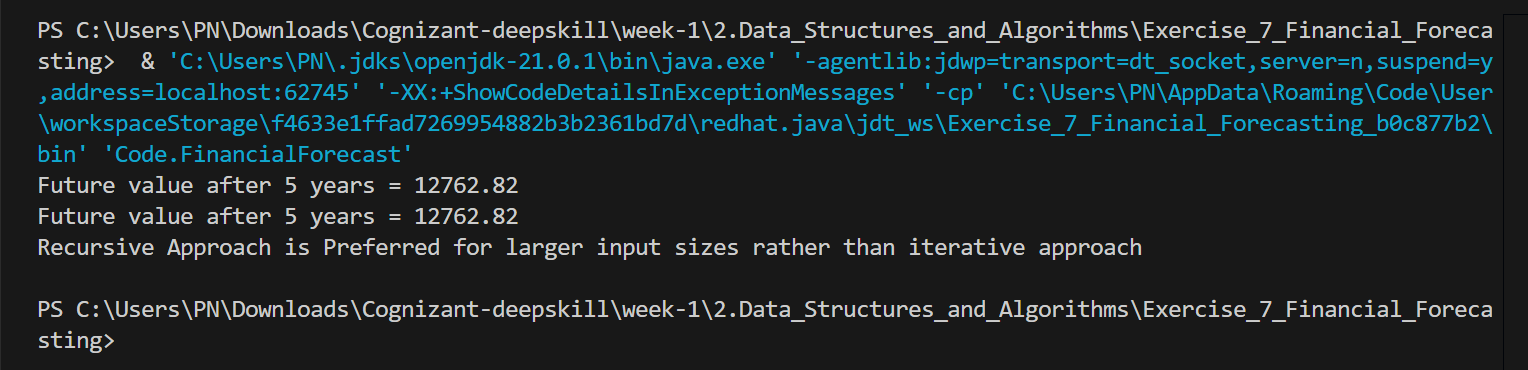 PS C:\Users\PN\Downloads\Cognizant-deepskill\week-1\2.Data_Structures_and_Algorithms\Exercise_7_Financial_Foreca
sting>  & 'C:\Users\PN\.jdks\openjdk-21.0.1\bin\java.exe' '-agentlib:jdwp=transport=dt_socket,server=n,suspend=y
,address=localhost:62745' '-XX:+ShowCodeDetailsInExceptionMessages' '-cp' 'C:\Users\PN\AppData\Roaming\Code\User
\workspaceStorage\f4633e1ffad7269954882b3b2361bd7d\redhat.java\jdt_ws\Exercise_7_Financial_Forecasting_b0c877b2\
bin' 'Code.FinancialForecast'
Future value after 5 years = 12762.82
Future value after 5 years = 12762.82
Recursive Approach is Preferred for larger input sizes rather than iterative approach
PS C:\Users\PN\Downloads\Cognizant-deepskill\week-1\2.Data_Structures_and_Algorithms\Exercise_7_Financial_Foreca
sting>